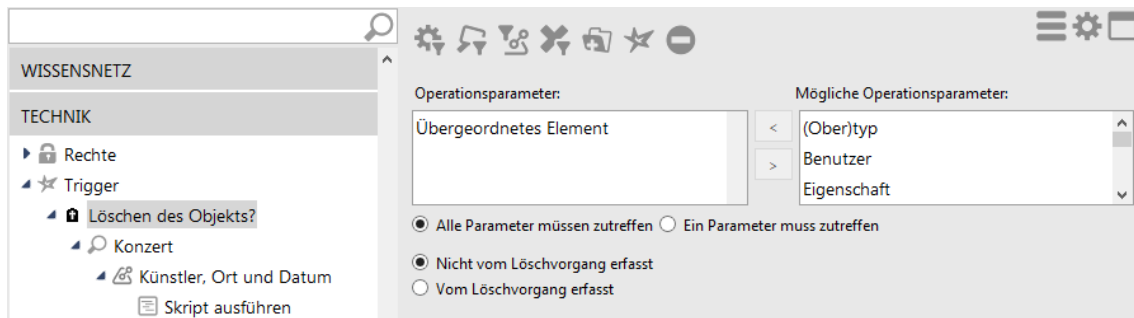 WISSENSNETZ
TECHNIK
Rechte
Trigger
Löschen des Objekts?
Konzert
Künstler, Ort und Datum
Skript ausführen
Operationsparameter:
Übergeordnetes Element
<
>
Mögliche Operationsparameter:
(Ober)typ
Benutzer
Eigenschaft
Alle Parameter müssen zutreffen Ein Parameter muss zutreffen
Nicht vom Löschvorgang erfasst
Vom Löschvorgang erfasst